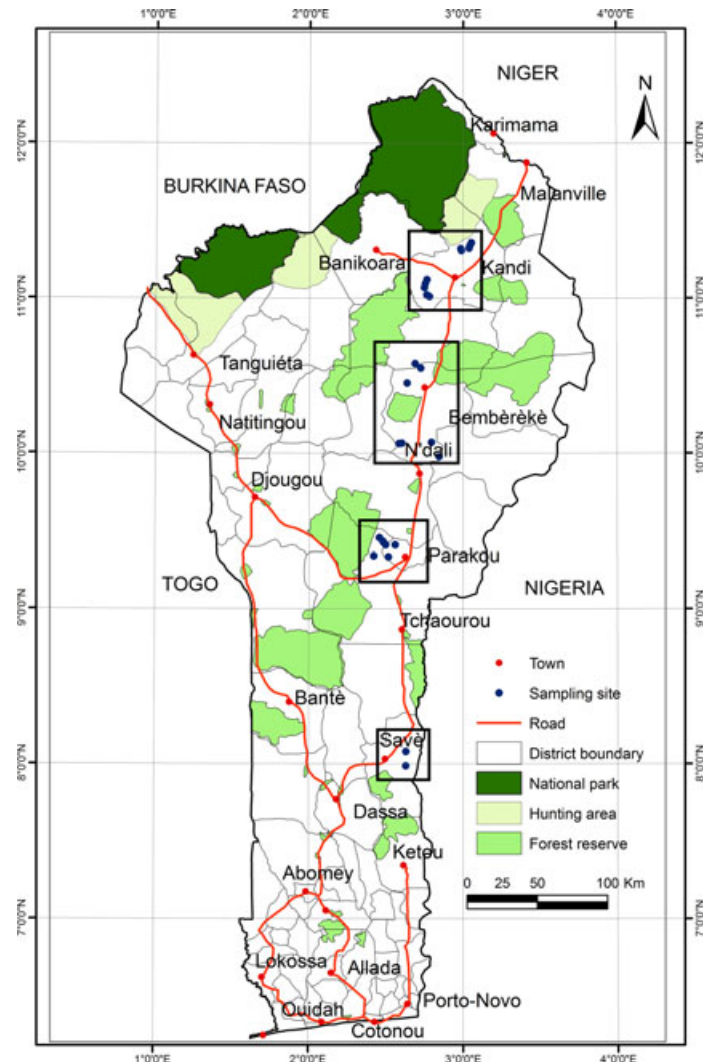 1°0'0"E 2°0'0"E 3°0'0"E 4°0'0"E
NIGER
N
Karimama
12°0'0"N 12°0'0"N
Malanville
BURKINA FASO
Banikoara
Kandi
11°0'0"N 11°0'0"N
Tanguiéta
Natitingou
Bembèrèkè
10°0'0"N 10°0'0"N
N'dali
Djougou
Parakou
TOGO
NIGERIA
9°0'0"N 9°0'0"N
Tchaourou
Town
Bantè
Sampling site
Road
Savè
District boundary
8°0'0"N 8°0'0"N
National park
Dassa
Hunting area
Ketou
Forest reserve
Abomey
0 25 50 100 Km
7°0'0"N 7°0'0"N
Lokossa
Allada
Porto-Novo
Ouidah
Cotonou
1°0'0"E 2°0'0"E 3°0'0"E 4°0'0"E